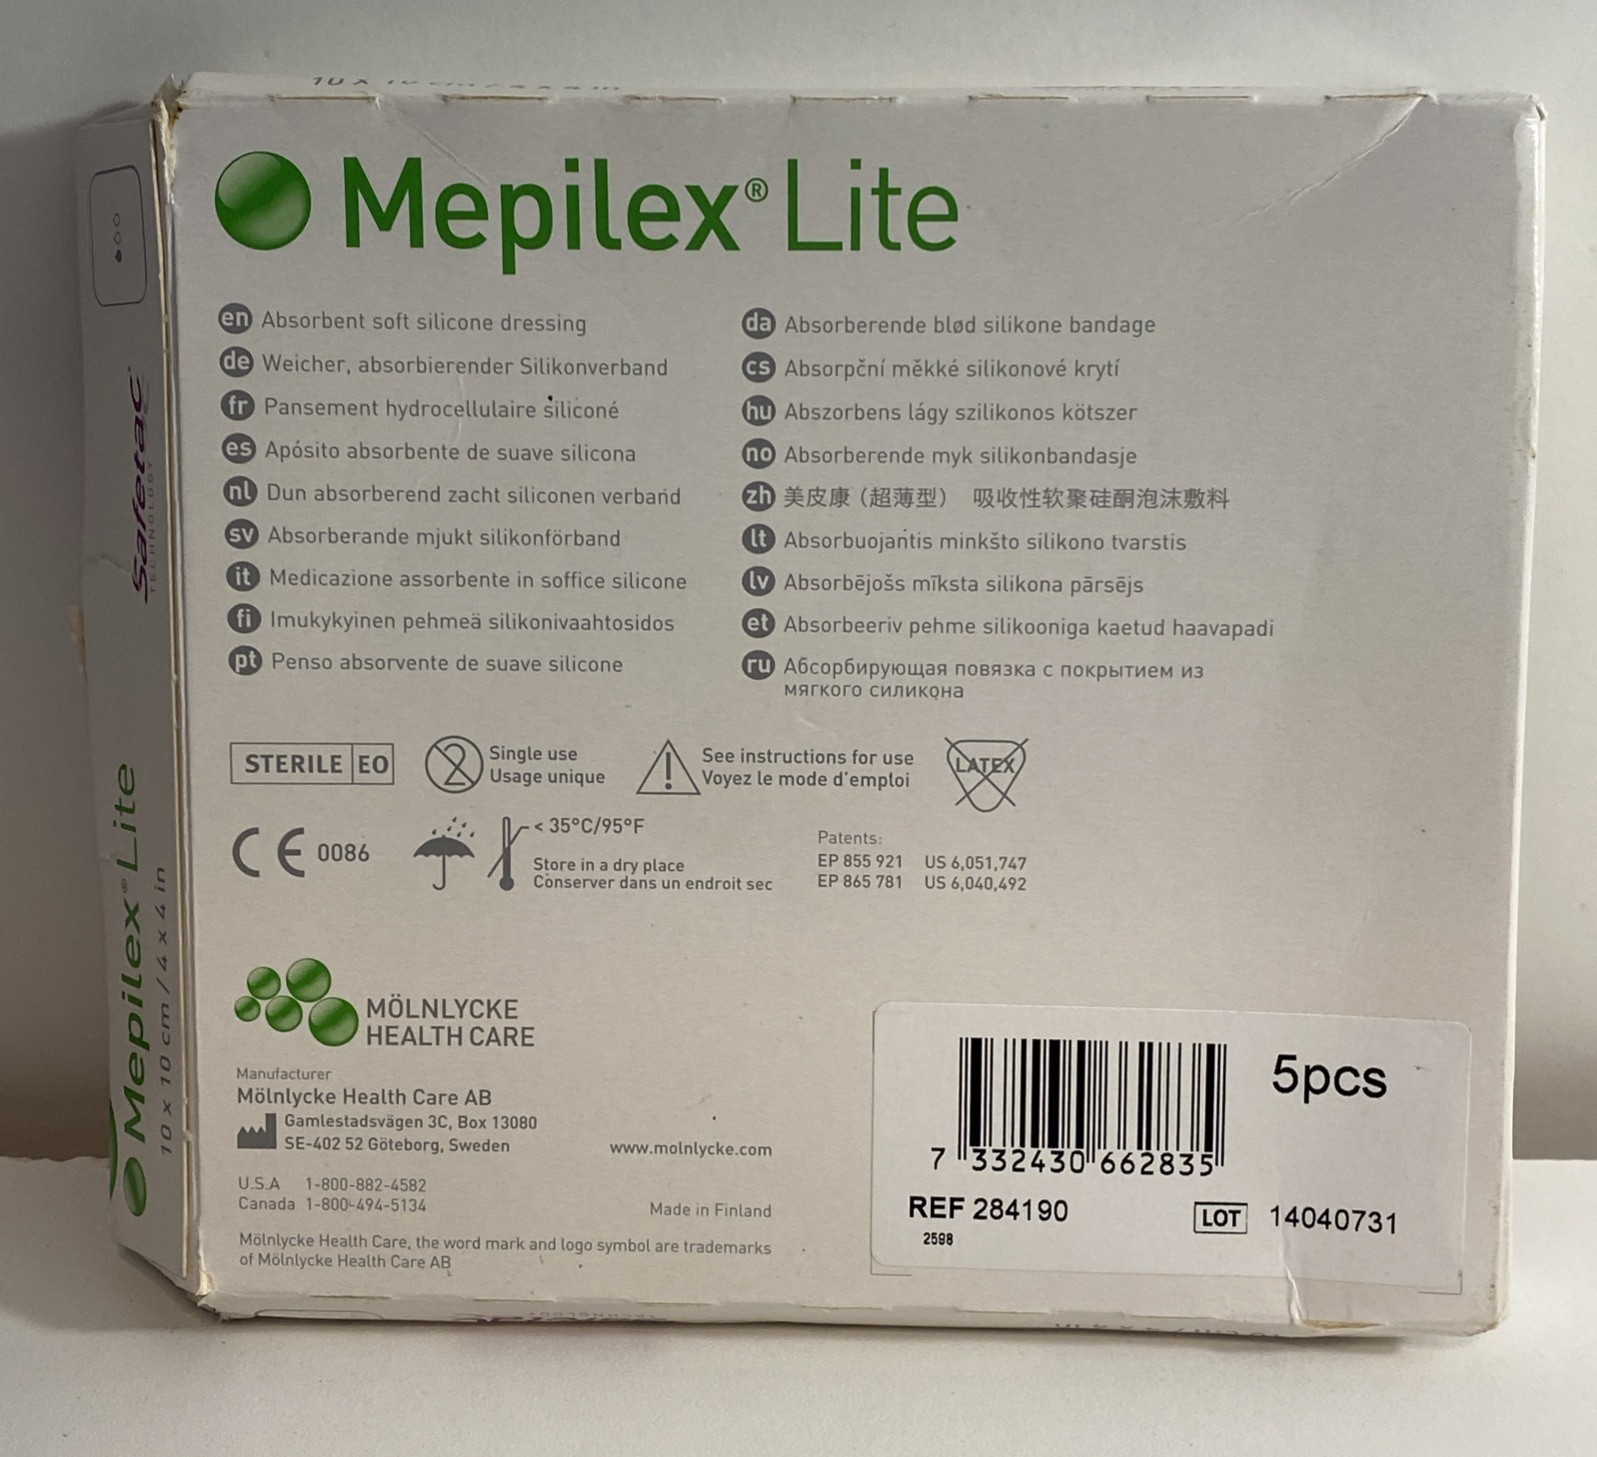 Mepilex® Lite
en Absorbent soft silicone dressing
de Weicher, absorbierender Silikonverband
fr Pansement hydrocellulaire siliconé
es Apósito absorbente de suave silicona
nl Dun absorberend zacht siliconen verband
sv Absorberande mjukt silikonförband
it Medicazione assorbente in soffice silicone
fi Imukykyinen pehmeä silikonivaahtosidos
pt Penso absorvente de suave silicone
da Absorberende blød silikone bandage
cs Absorpční měkké silikonové krytí
hu Abszorbens lágy szilikonos kötszer
no Absorberende myk silikonbandasje
zh 美皮康（超薄型） 吸收性软聚硅酮泡沫敷料
lt Absorbuojantis minkšto silikono tvarstis
lv Absorbējošs mīksta silikona pārsējs
et Absorbeeriv pehme silikooniga kaetud haavapadi
ru Абсорбирующая повязка с покрытием из
мягкого силикона
STERILE EO
2
Single use
Usage unique
See instructions for use
Voyez le mode d'emploi
LATEX
CE 0086
< 35°C/95°F
Store in a dry place
Conserver dans un endroit sec
Patents:
EP 855 921 US 6,051,747
EP 865 781 US 6,040,492
MÖLNLYCKE
HEALTH CARE
Manufacturer
Mölnlycke Health Care AB
Gamlestadsvägen 3C, Box 13080
SE-402 52 Göteborg, Sweden
www.molnlycke.com
U.S.A 1-800-882-4582
Canada 1-800-494-5134
Made in Finland
Mölnlycke Health Care, the word mark and logo symbol are trademarks
of Mölnlycke Health Care AB
5pcs
7 332430 662835
REF 284190
LOT 14040731
2598
Safetac
TECHNOLOGY
Mepilex® Lite
10 x 10 cm / 4 x 4 in